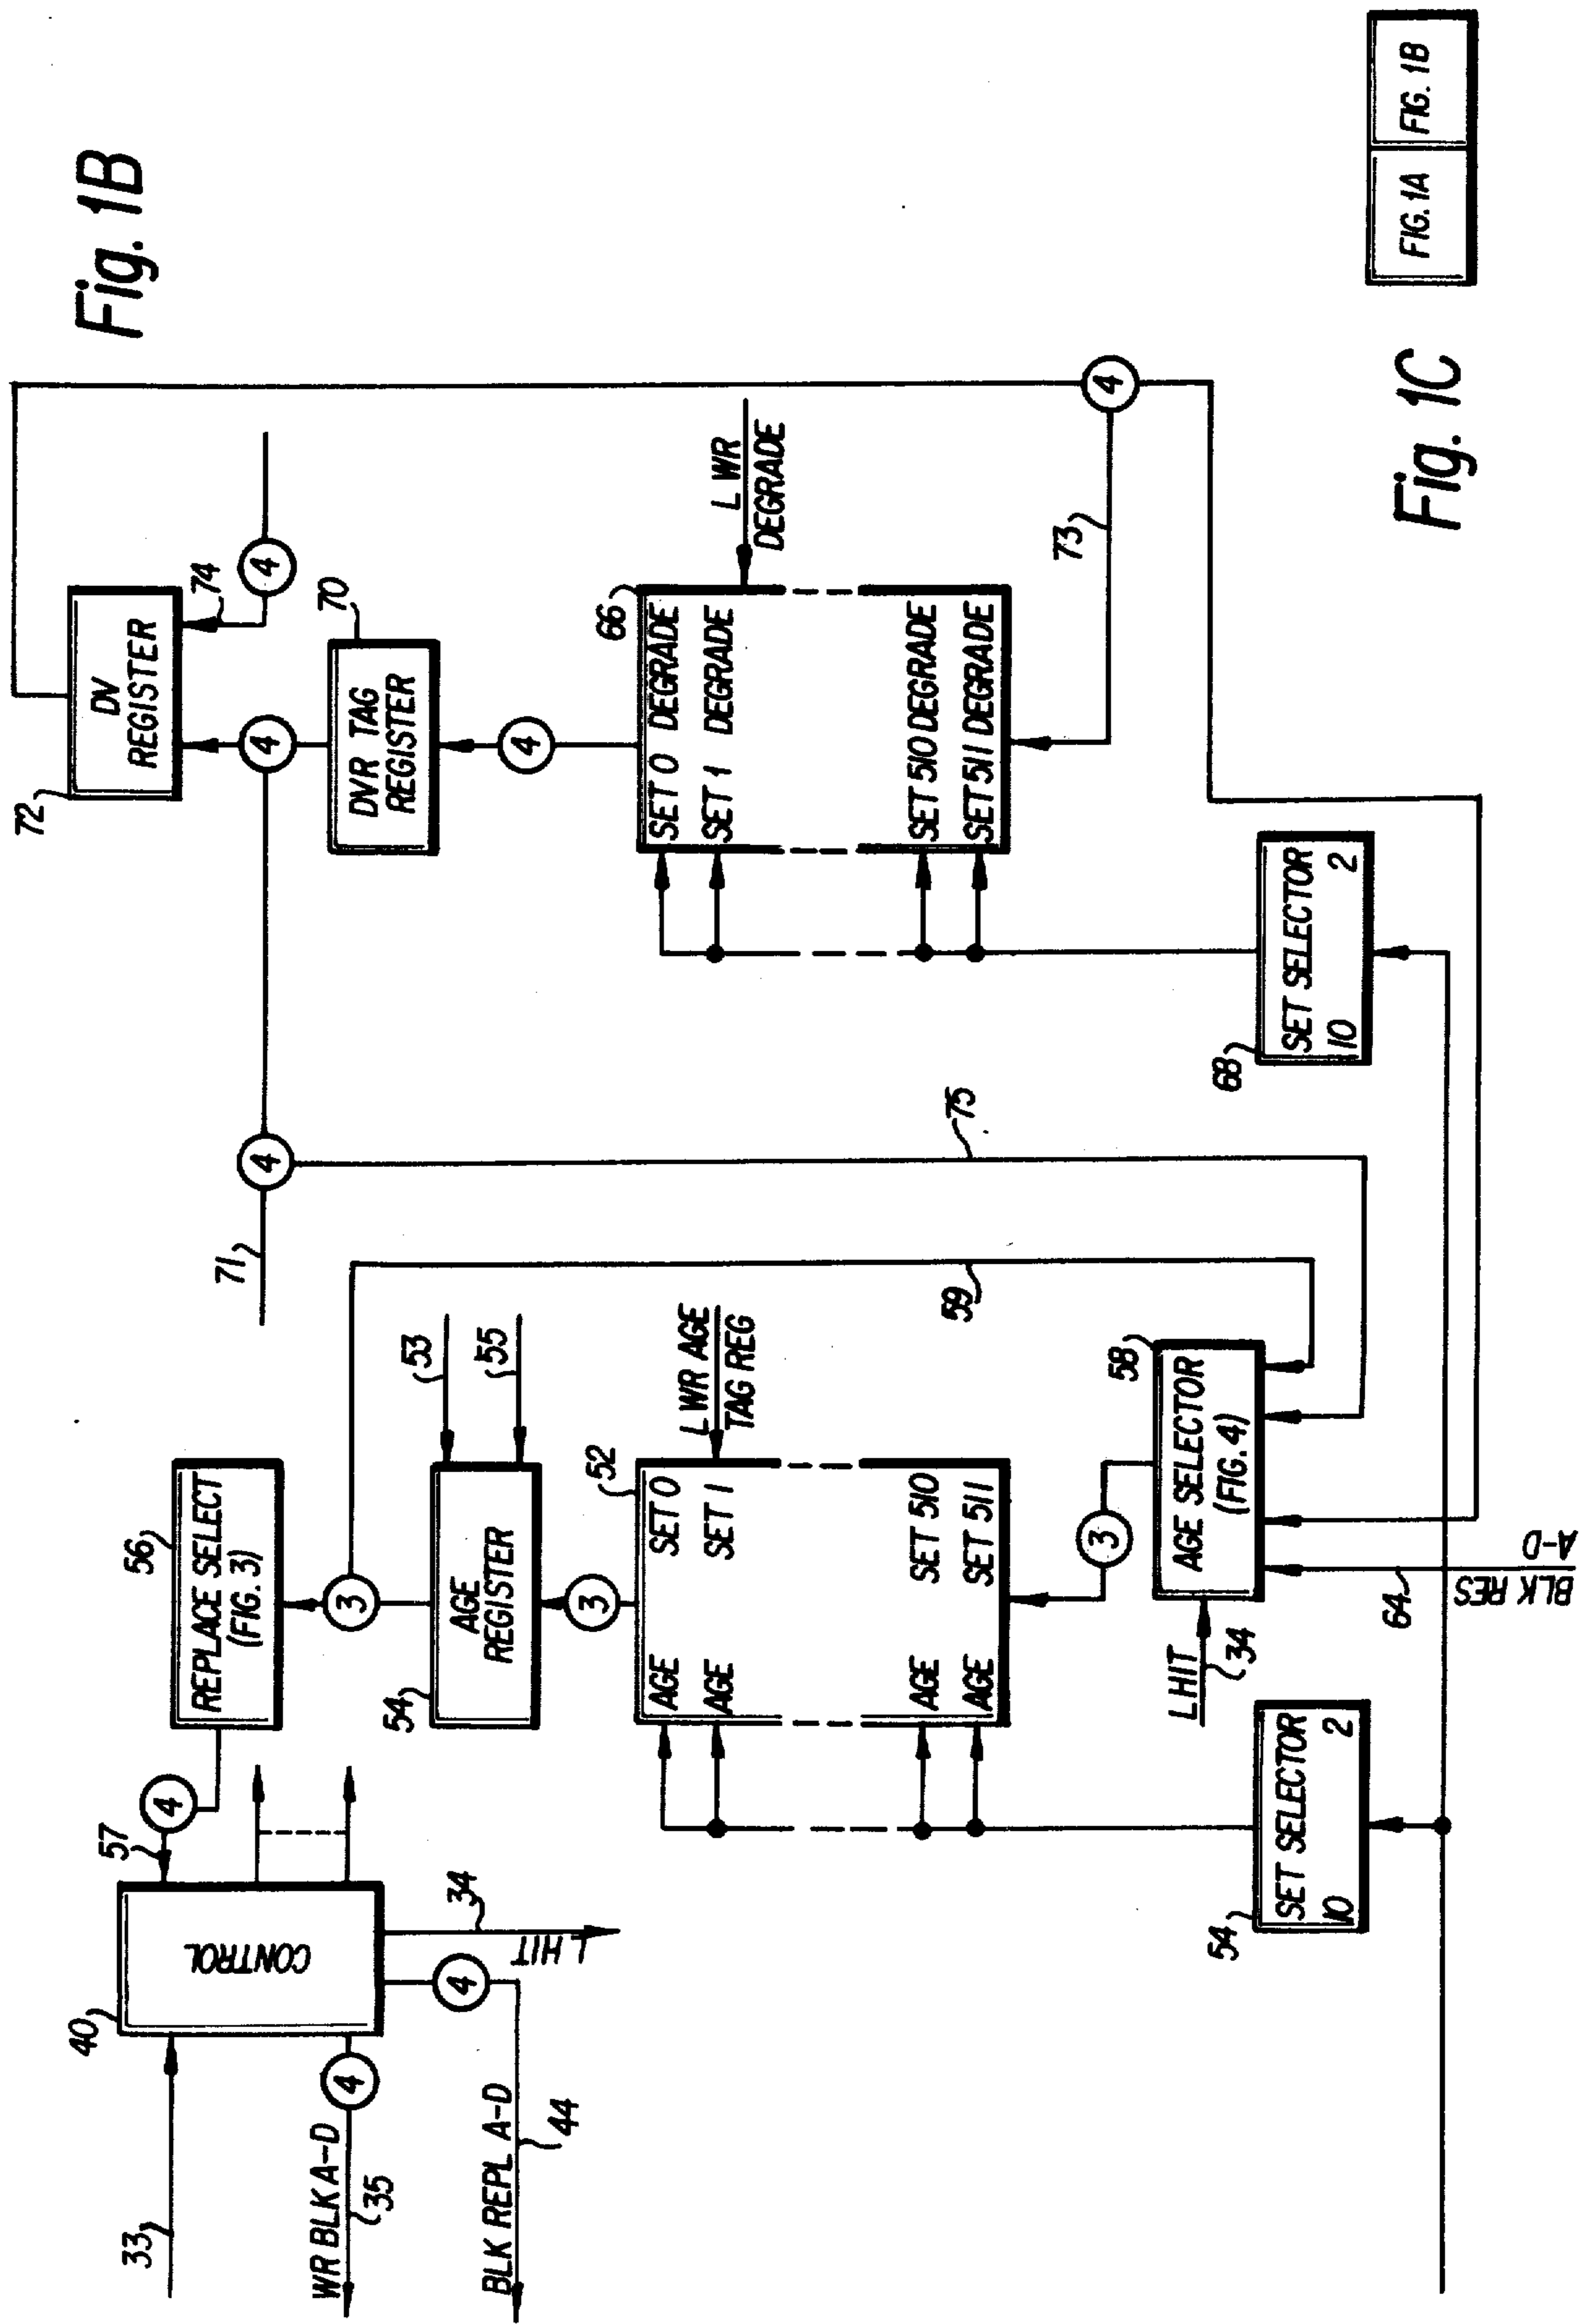 Fig. 1B
40
CONTROL
33
57
4
34
L HIT
4
WR BLK A-D
35
4
BLK REPL A-D
44
56
REPLACE SELECT
(FIG. 3)
3
53
55
54
AGE
REGISTER
3
52
AGE SET 0
AGE SET 1
AGE SET 510
AGE SET 511
L WR AGE
TAG REG
3
58
AGE SELECTOR
(FIG. 4)
L HIT
34
64
BLK RES
A-D
54
SET SELECTOR
10 2
59
75
71
4
72
DV
REGISTER
74
4
4
70
DVR TAG
REGISTER
4
66
SET 0 DEGRADE
SET 1 DEGRADE
SET 510 DEGRADE
SET 511 DEGRADE
L WR
DEGRADE
73
4
68
SET SELECTOR
10 2
Fig. 1C
FIG. 1A FIG. 1B